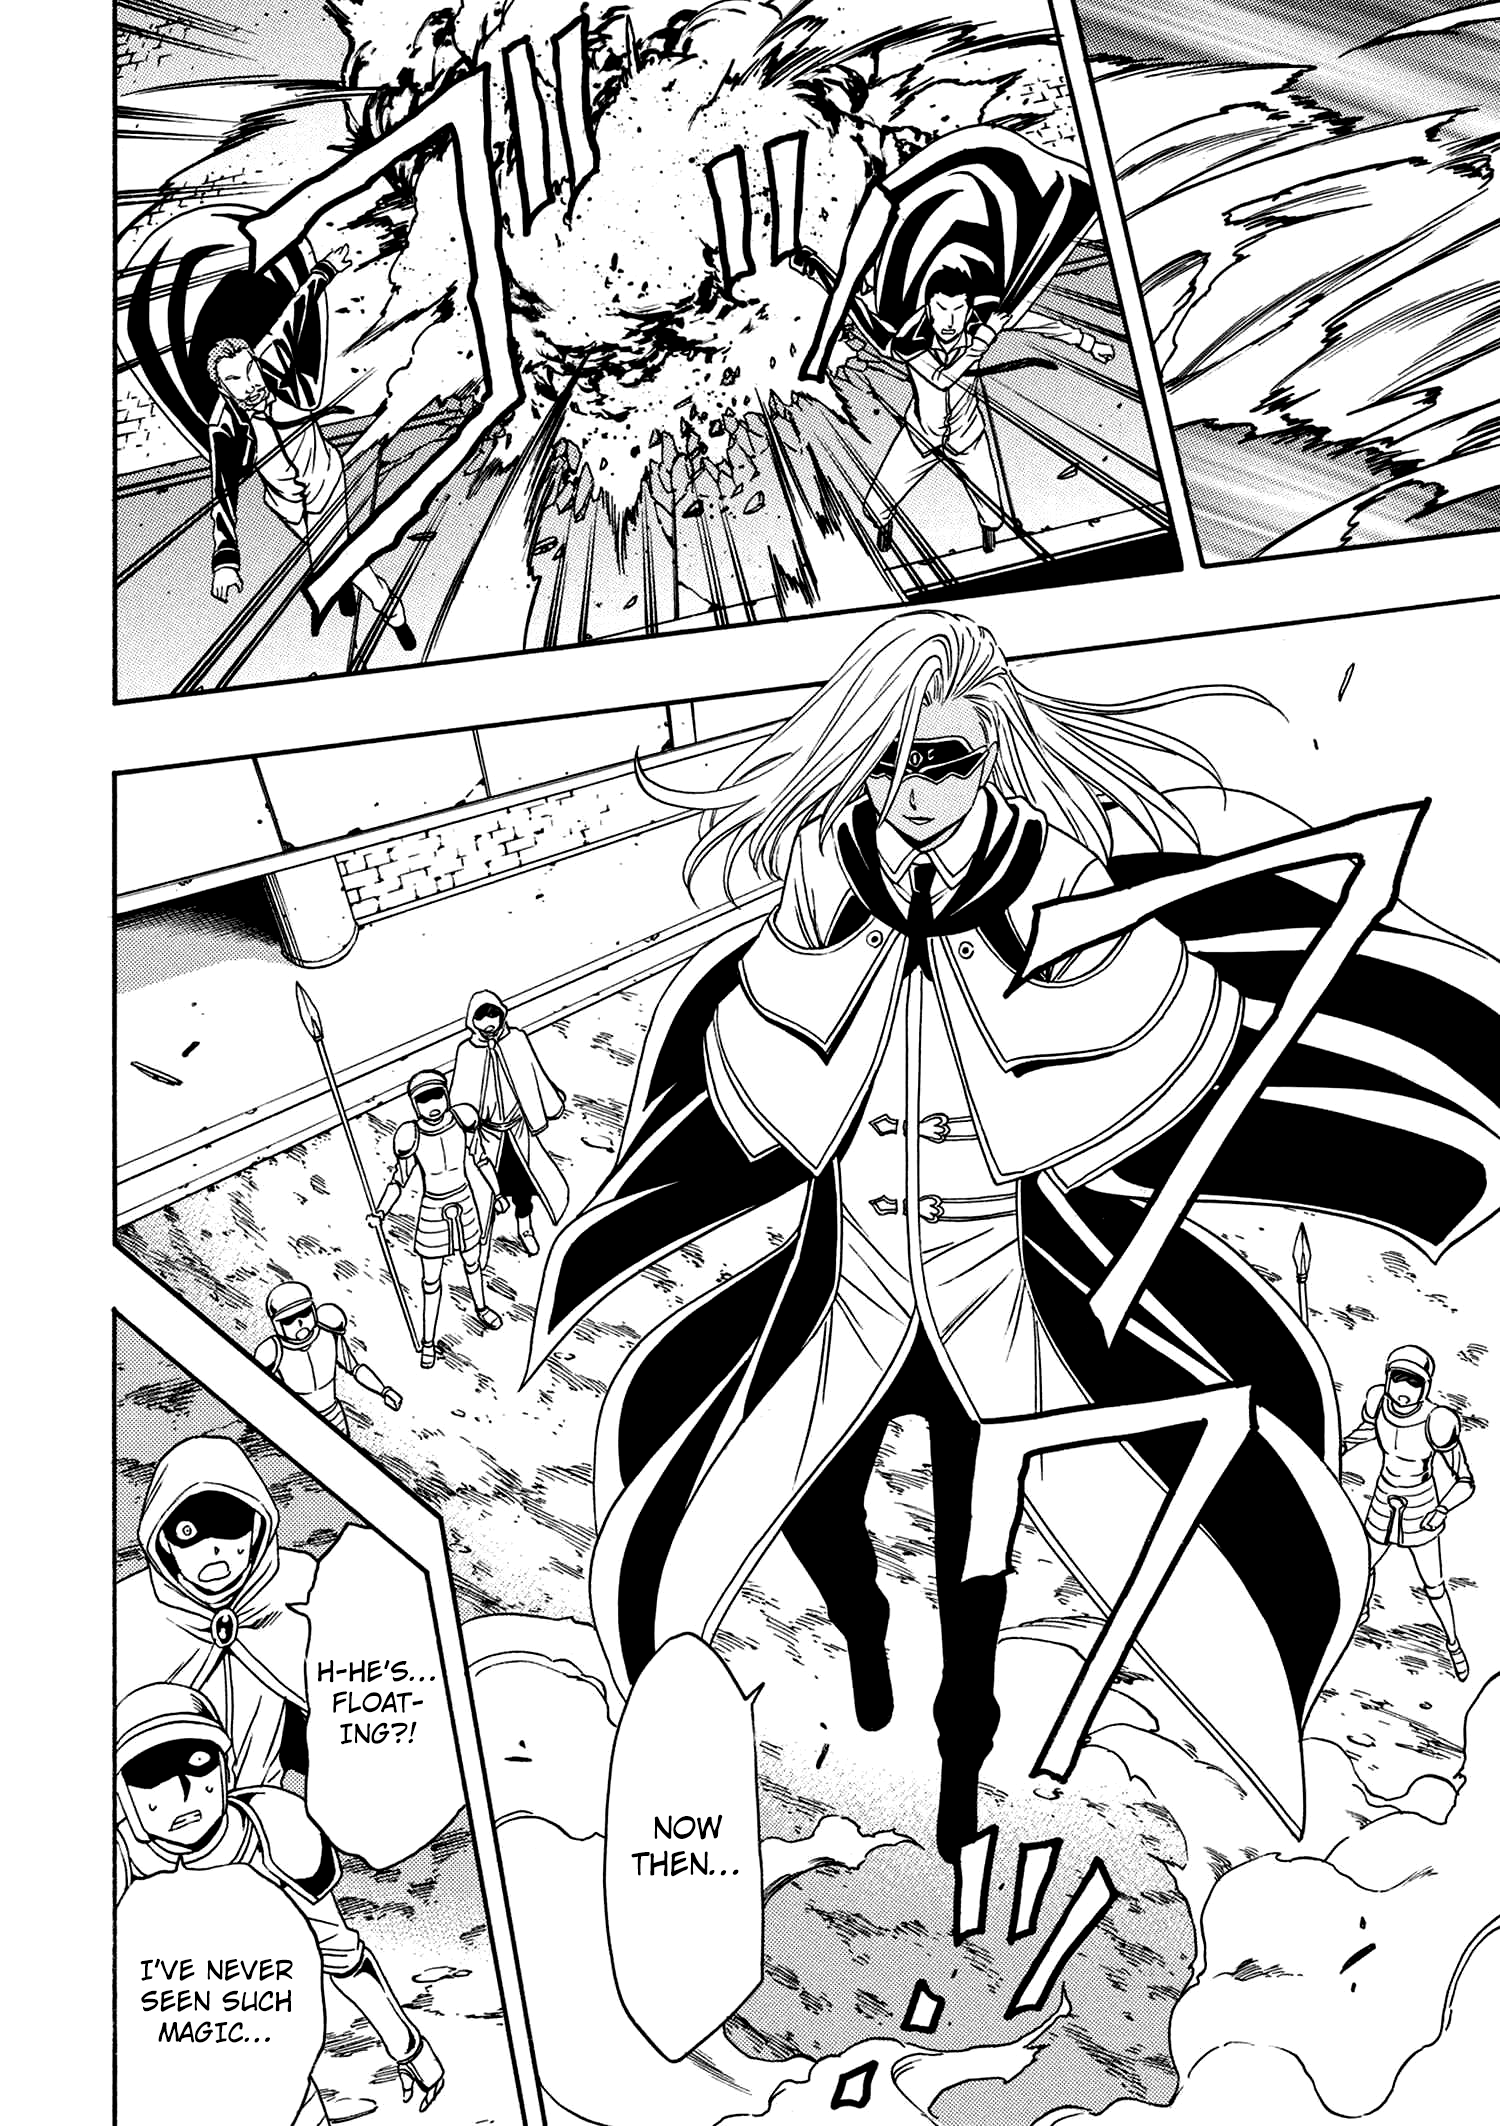 NOW
THEN...
H-HE'S...
FLOAT-
ING?!
I'VE NEVER
SEEN SUCH
MAGIC...